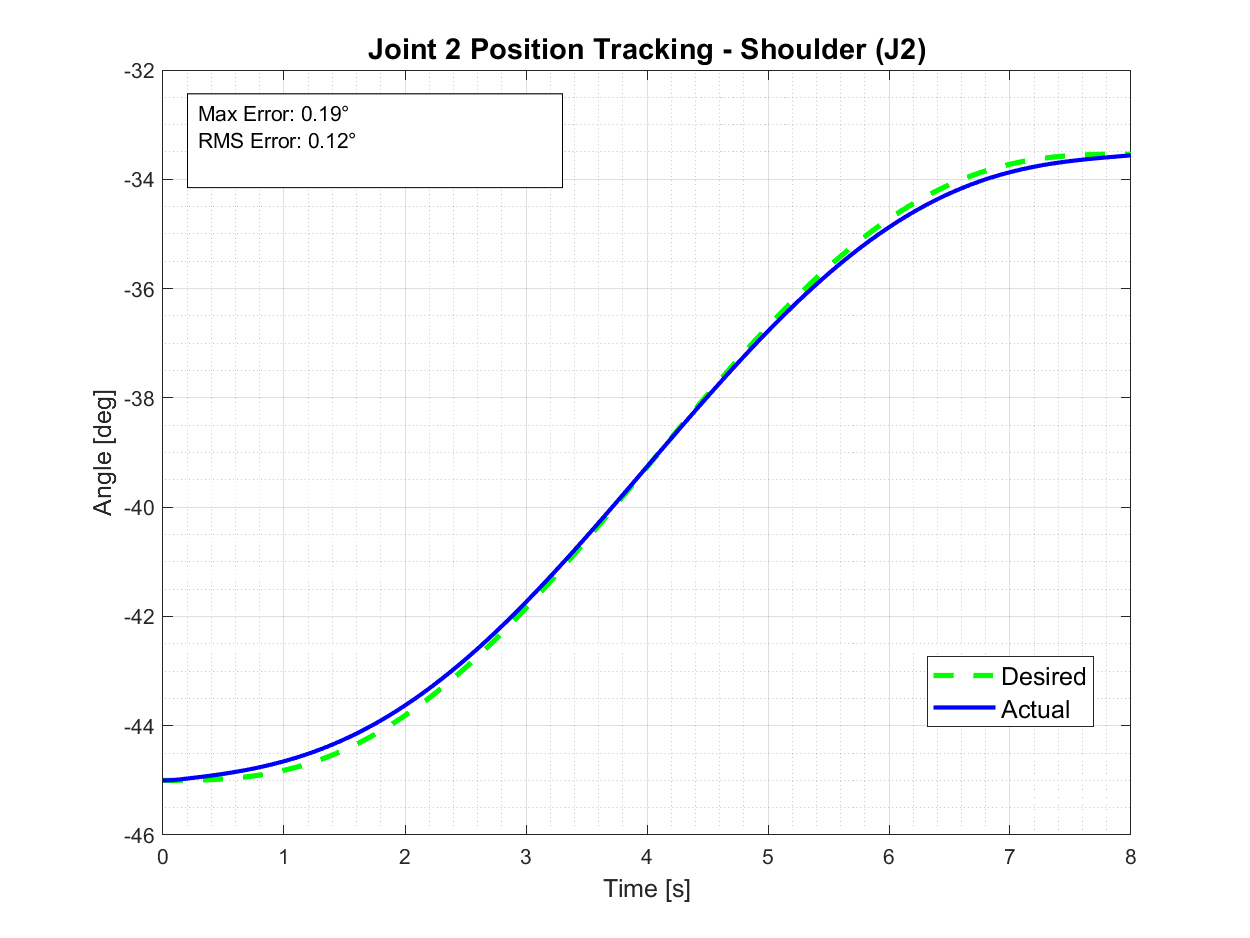 Joint 2 Position Tracking - Shoulder (J2)
-32
Max Error: 0.19°
RMS Error: 0.12°
-34
-36
-38
Angle [deg]
-40
-42
Desired
Actual
-44
-46
0 1 2 3 4 5 6 7 8
Time [s]